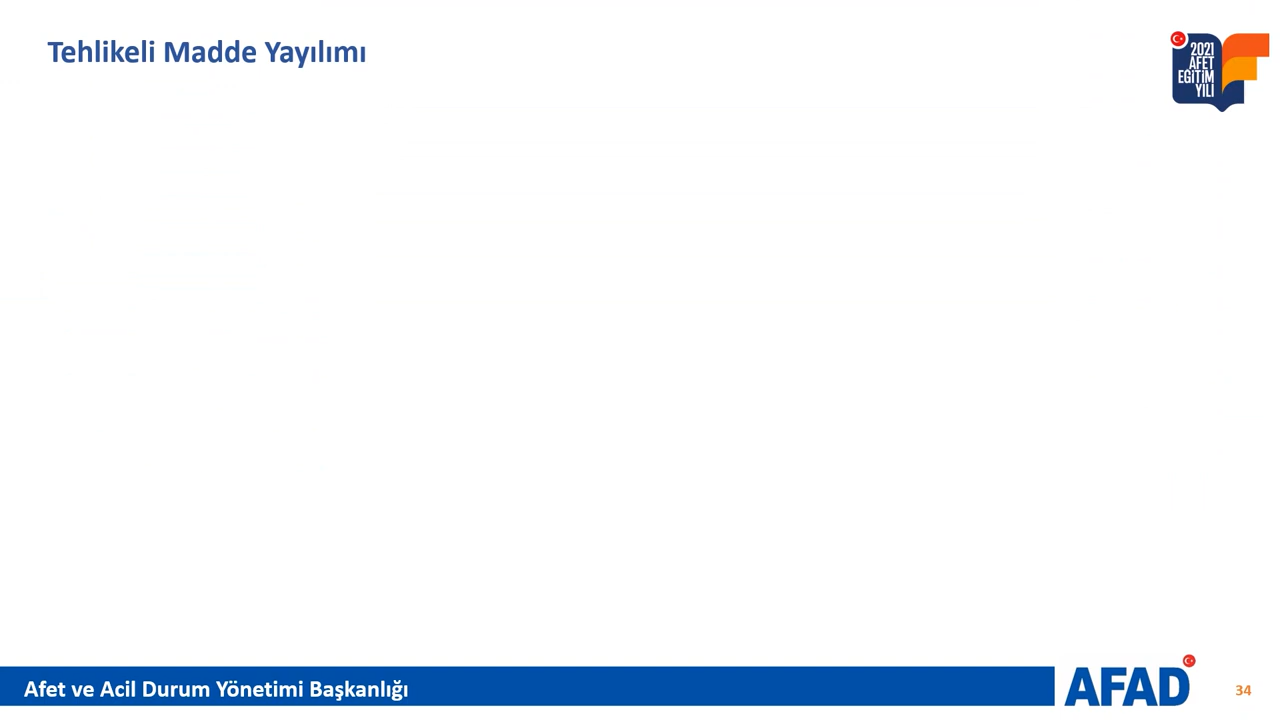 Tehlikeli Madde Yayılımı
2021
AFET
EĞİTİM
YILI
Afet ve Acil Durum Yönetimi Başkanlığı
AFAD
34